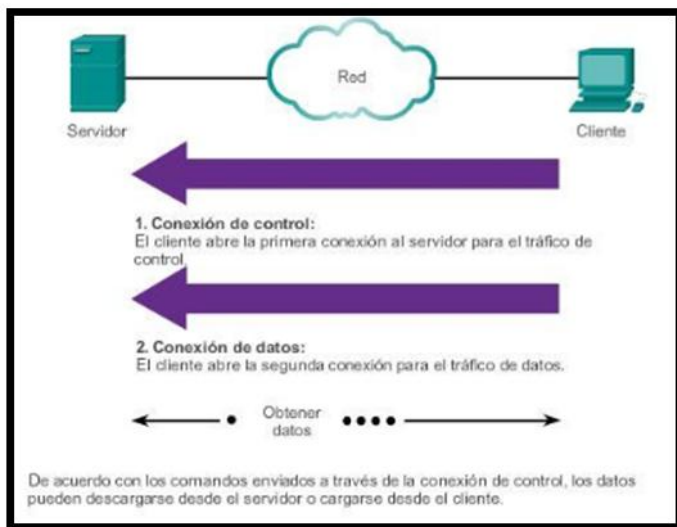 Red
Servidor
Cliente
1. Conexión de control:
El cliente abre la primera conexión al servidor para el tráfico de
control.
2. Conexión de datos:
El cliente abre la segunda conexión para el tráfico de datos.
Obtener
datos
De acuerdo con los comandos enviados a través de la conexión de control, los datos
pueden descargarse desde el servidor o cargarse desde el cliente.